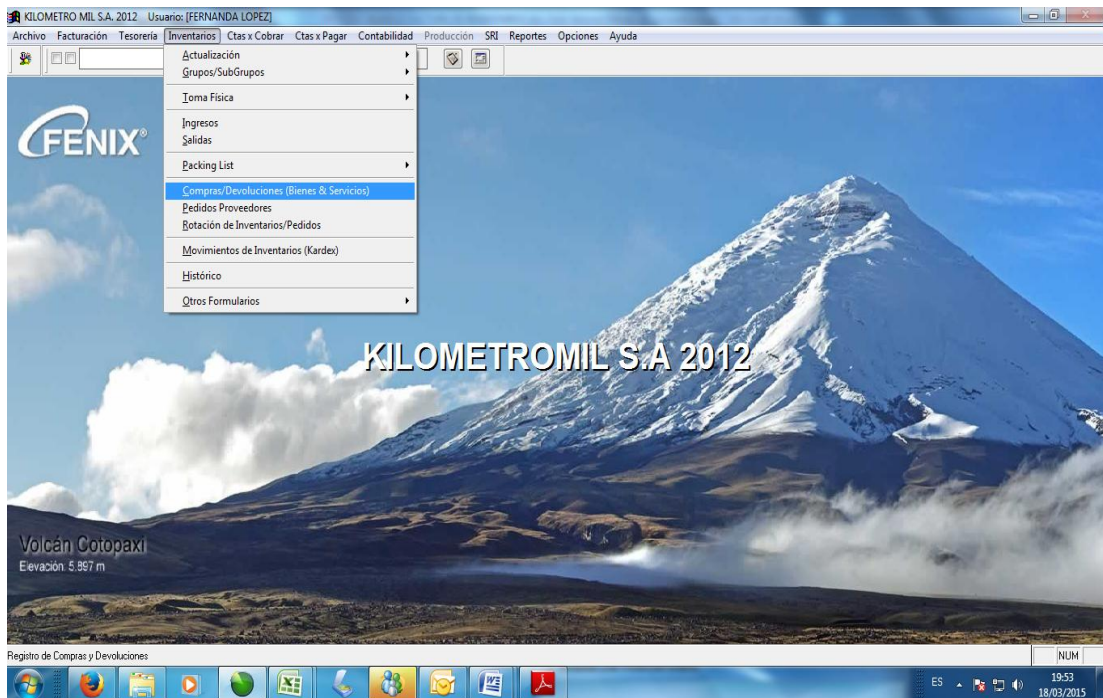 KILOMETRO MIL S.A. 2012 Usuario: [FERNANDA LOPEZ]
Archivo Facturación Tesorería Inventarios Ctas x Cobrar Ctas x Pagar Contabilidad Producción SRI Reportes Opciones Ayuda
Actualización
Grupos/SubGrupos
Toma Física
Ingresos
Salidas
Packing List
Compras/Devoluciones (Bienes & Servicios)
Pedidos Proveedores
Rotación de Inventarios/Pedidos
Movimientos de Inventarios (Kardex)
Histórico
Otros Formularios
FENIX®
KILOMETROMIL S.A 2012
Volcán Cotopaxi
Elevación: 5.897 m
Registro de Compras y Devoluciones
NUM
ES
19:53
18/03/2015